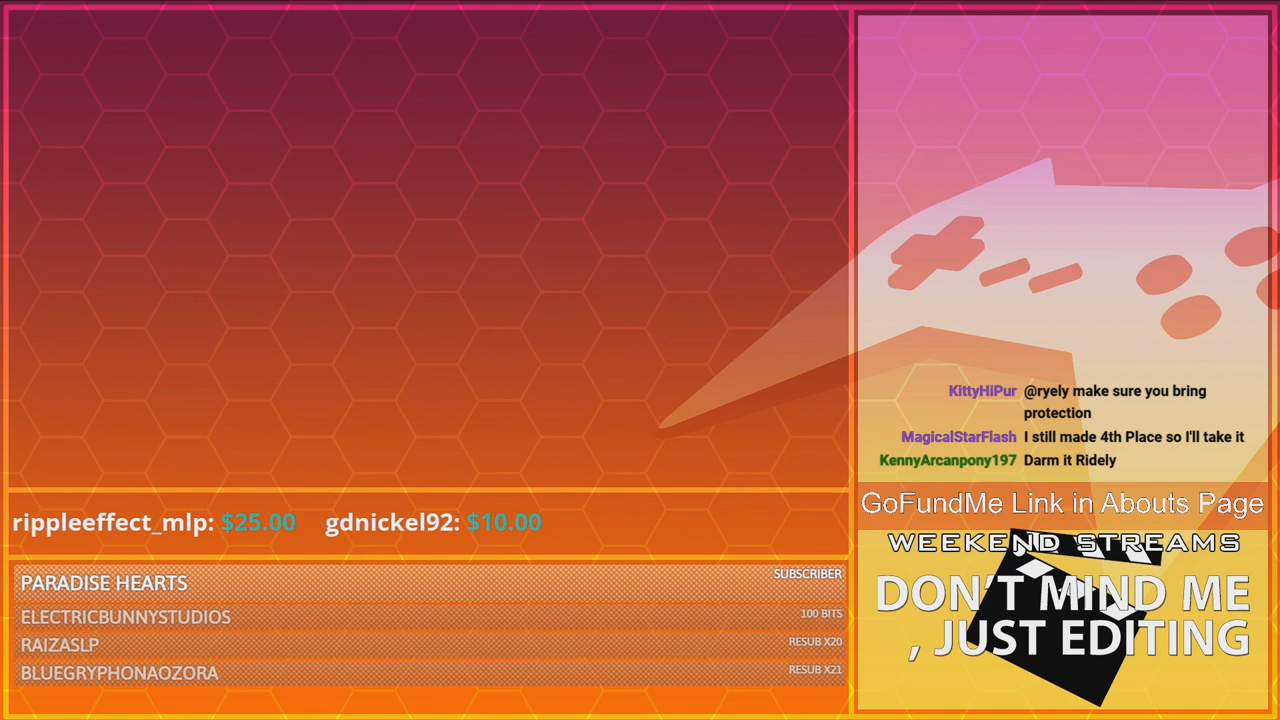 KittyHiPur @ryely make sure you bring
protection
MagicalStarFlash I still made 4th Place so I'll take it
KennyArcanpony197 Darm it Ridely
rippleeffect_mlp: $25.00 gdnickel92: $10.00
PARADISE HEARTS SUBSCRIBER
ELECTRICBUNNYSTUDIOS 100 BITS
RAIZASLP RESUB X20
BLUEGRYPHONAOZORA RESUB X21
GoFundMe Link in Abouts Page
WEEKEND STREAMS
DON'T MIND ME
, JUST EDITING